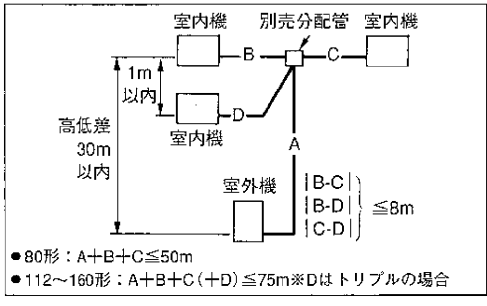 室内機
別売分配管
室内機
B
C
1m
以内
D
室内機
高低差
30m
以内
A
室外機
|B-C|
|B-D|
|C-D|
≦8m
●80形：A＋B＋C≦50m
●112～160形：A＋B＋C（＋D）≦75m※Dはトリプルの場合